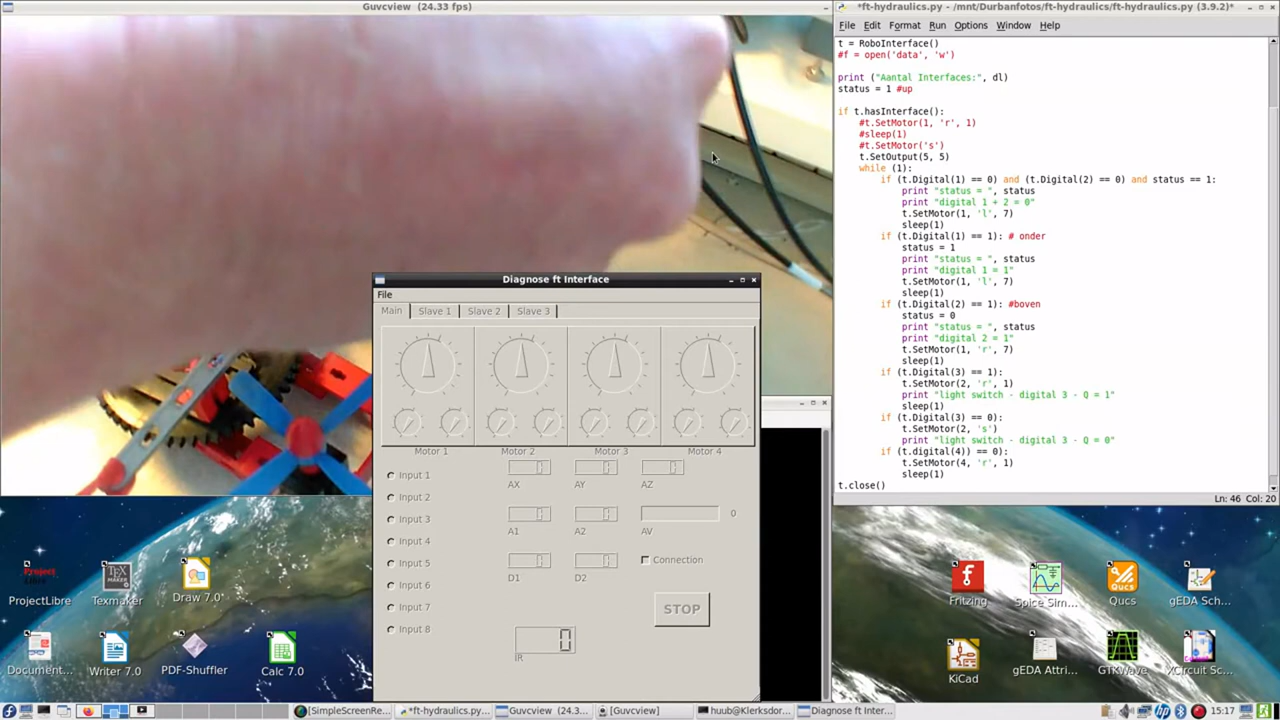 Guvcview (24.33 fps)
*ft-hydraulics.py - /mnt/Durbanfotos/ft-hydraulics/ft-hydraulics.py (3.9.2)*
File Edit Format Run Options Window Help
t = RoboInterface()
#f = open('data', 'w')
print ("Aantal Interfaces:", dl)
status = 1 #up
if t.hasInterface():
#t.SetMotor(1, 'r', 1)
#sleep(1)
#t.SetMotor('s')
t.SetOutput(5, 5)
while (1):
if (t.Digital(1) == 0) and (t.Digital(2) == 0) and status == 1:
print "status = ", status
print "digital 1 + 2 = 0"
t.SetMotor(1, 'l', 7)
sleep(1)
if (t.Digital(1) == 1): # onder
status = 1
print "status = ", status
print "digital 1 = 1"
t.SetMotor(1, 'l', 7)
sleep(1)
if (t.Digital(2) == 1): #boven
status = 0
print "status = ", status
print "digital 2 = 1"
t.SetMotor(1, 'r', 7)
sleep(1)
if (t.Digital(3) == 1):
t.SetMotor(2, 'r', 1)
print "light switch - digital 3 - Q = 1"
sleep(1)
if (t.Digital(3) == 0):
t.SetMotor(2, 's')
print "light switch - digital 3 - Q = 0"
if (t.digital(4)) == 0):
t.SetMotor(4, 'r', 1)
sleep(1)
t.close()
Ln: 46 Col: 20
Diagnose ft Interface
File
Main Slave 1 Slave 2 Slave 3
Motor 1 Motor 2 Motor 3 Motor 4
Input 1
Input 2
Input 3
Input 4
Input 5
Input 6
Input 7
Input 8
0 0 0
AX AY AZ
0 0 0
A1 A2 AV
0 0 Connection
D1 D2
STOP
0
IR
ProjectLibre Texmaker Draw 7.0
Document... Writer 7.0 PDF-Shuffler Calc 7.0
Fritzing Spice Sim... Qucs gEDA Sch...
KiCad gEDA Attri... GTKWave XCircuit Sc...
[SimpleScreenRe... *ft-hydraulics.py... Guvcview (24.3... [Guvcview] huub@Klerksdor... Diagnose ft Inter... 15:17